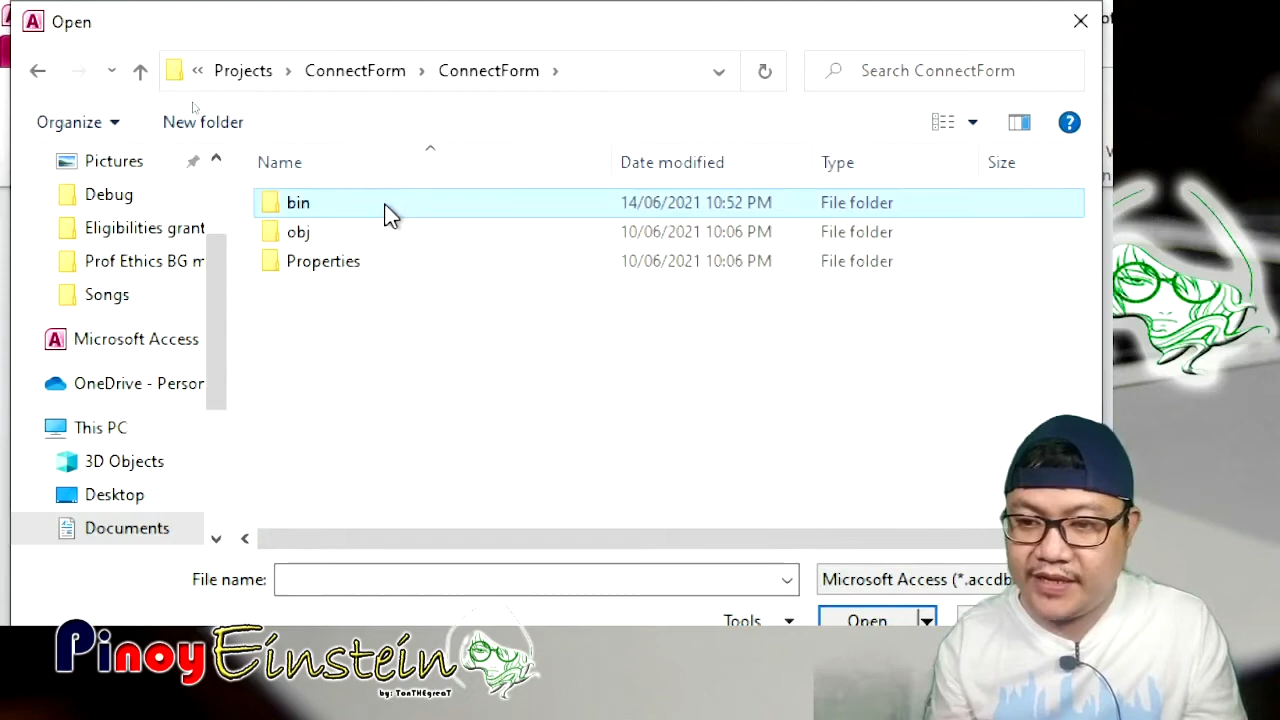 Open
« Projects > ConnectForm > ConnectForm >
Search ConnectForm
Organize
New folder
Name
Date modified
Type
Size
Pictures
Debug
Eligibilities grant
Prof Ethics BG m
Songs
Microsoft Access
OneDrive - Person
This PC
3D Objects
Desktop
Documents
bin 14/06/2021 10:52 PM File folder
obj 10/06/2021 10:06 PM File folder
Properties 10/06/2021 10:06 PM File folder
File name:
Microsoft Access (*.accdb
Tools
Open
Pinoy Einstein
by: TonTHEgreaT